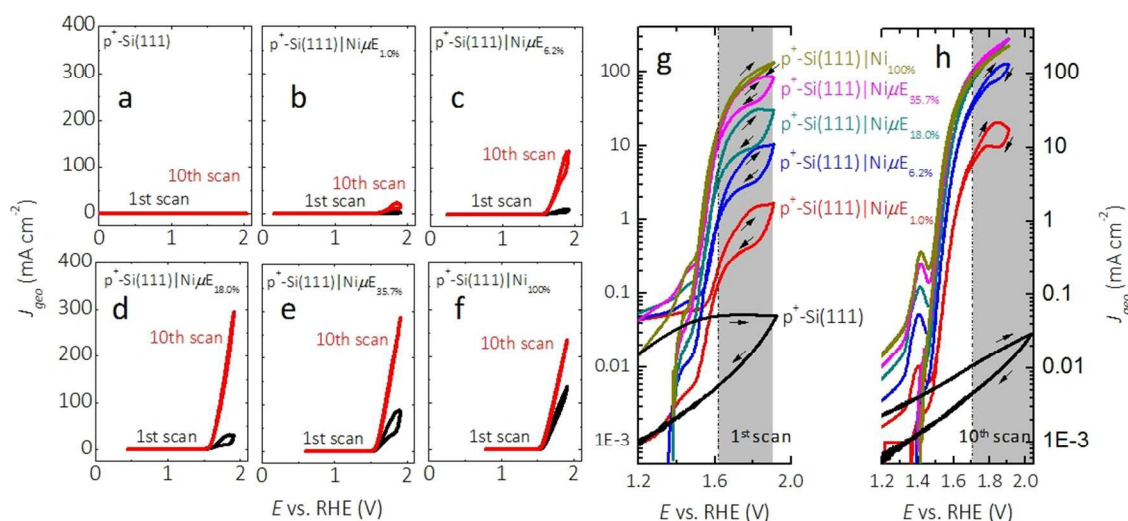 400
300
200
100
0
J_geo (mA cm⁻²)
p⁺-Si(111)
a
10th scan
1st scan
0 1 2
p⁺-Si(111)|NiμE₁.₀%
b
10th scan
1st scan
0 1 2
p⁺-Si(111)|NiμE₆.₂%
c
10th scan
1st scan
0 1 2
400
300
200
100
0
p⁺-Si(111)|NiμE₁₈.₀%
d
10th scan
1st scan
0 1 2
p⁺-Si(111)|NiμE₃₅.₇%
e
10th scan
1st scan
0 1 2
p⁺-Si(111)|Ni₁₀₀%
f
10th scan
1st scan
0 1 2
E vs. RHE (V)
g
100
10
1
0.1
0.01
1E-3
p⁺-Si(111)|Ni₁₀₀%
p⁺-Si(111)|NiμE₃₅.₇%
p⁺-Si(111)|NiμE₁₈.₀%
p⁺-Si(111)|NiμE₆.₂%
p⁺-Si(111)|NiμE₁.₀%
p⁺-Si(111)
1ˢᵗ scan
1.2 1.4 1.6 1.8 2.0
E vs. RHE (V)
h
100
10
1
0.1
0.01
1E-3
J_geo (mA cm⁻²)
10ᵗʰ scan
1.2 1.4 1.6 1.8 2.0
E vs. RHE (V)